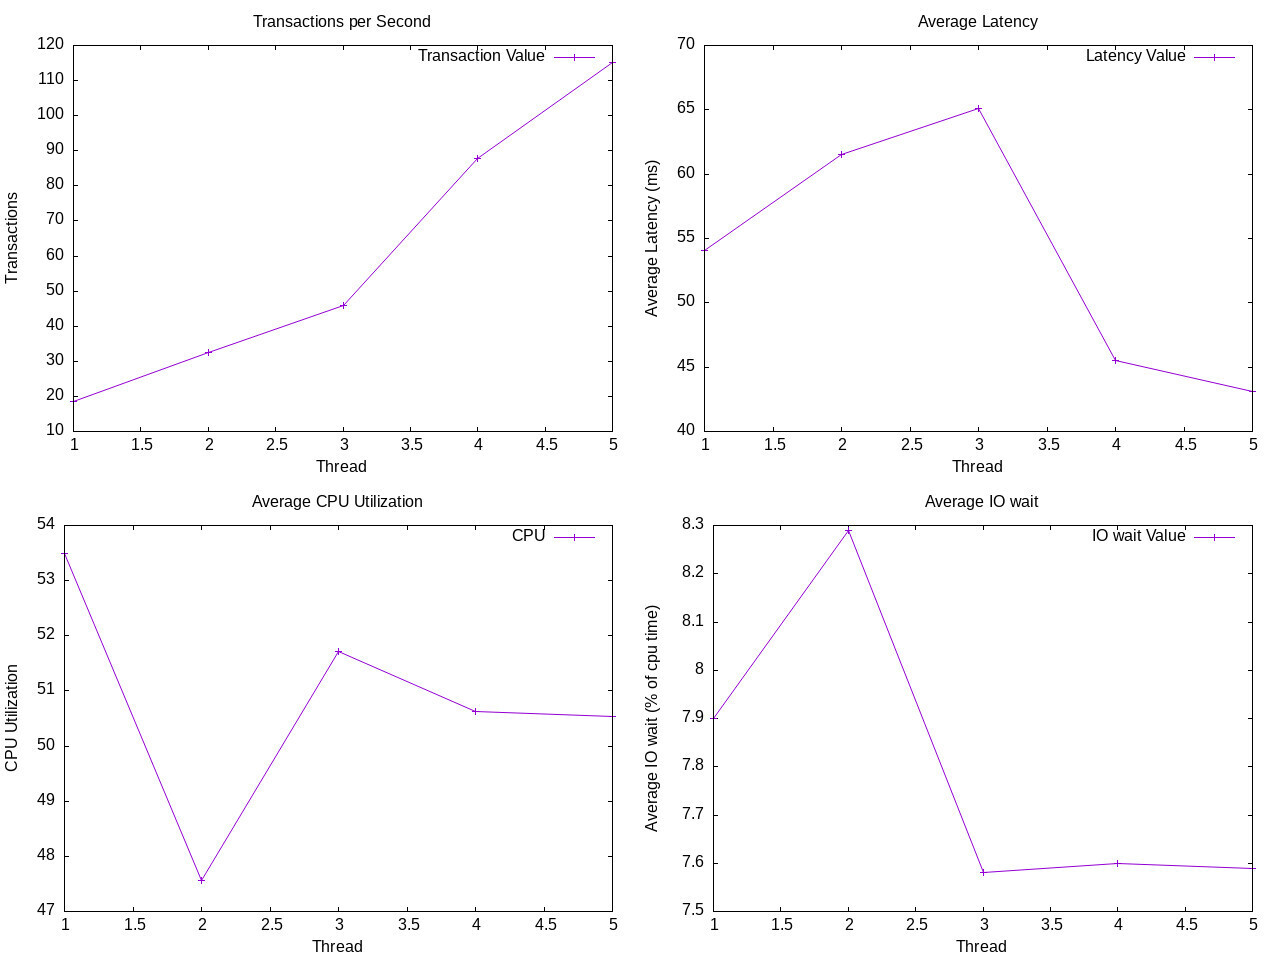 Transactions per Second
Transaction Value
120
110
100
90
80
70
60
50
40
30
20
10
Transactions
1 1.5 2 2.5 3 3.5 4 4.5 5
Thread
Average Latency
Latency Value
70
65
60
55
50
45
40
Average Latency (ms)
1 1.5 2 2.5 3 3.5 4 4.5 5
Thread
Average CPU Utilization
CPU
54
53
52
51
50
49
48
47
CPU Utilization
1 1.5 2 2.5 3 3.5 4 4.5 5
Thread
Average IO wait
IO wait Value
8.3
8.2
8.1
8
7.9
7.8
7.7
7.6
7.5
Average IO wait (% of cpu time)
1 1.5 2 2.5 3 3.5 4 4.5 5
Thread